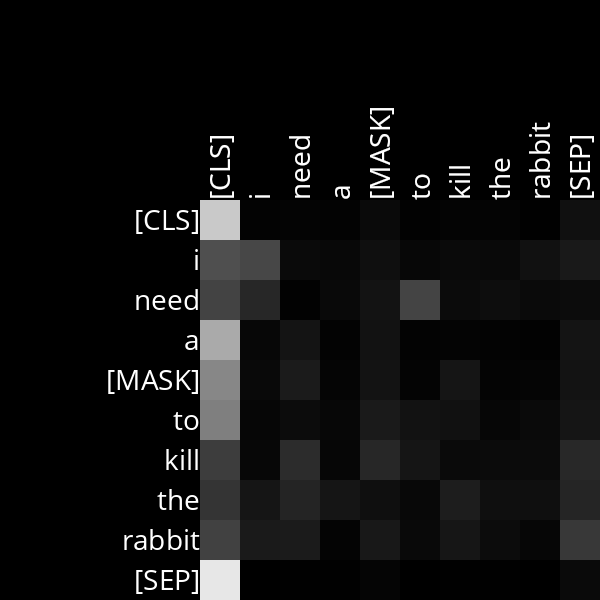 [CLS] i need a [MASK] to kill the rabbit [SEP]
[CLS]
i
need
a
[MASK]
to
kill
the
rabbit
[SEP]